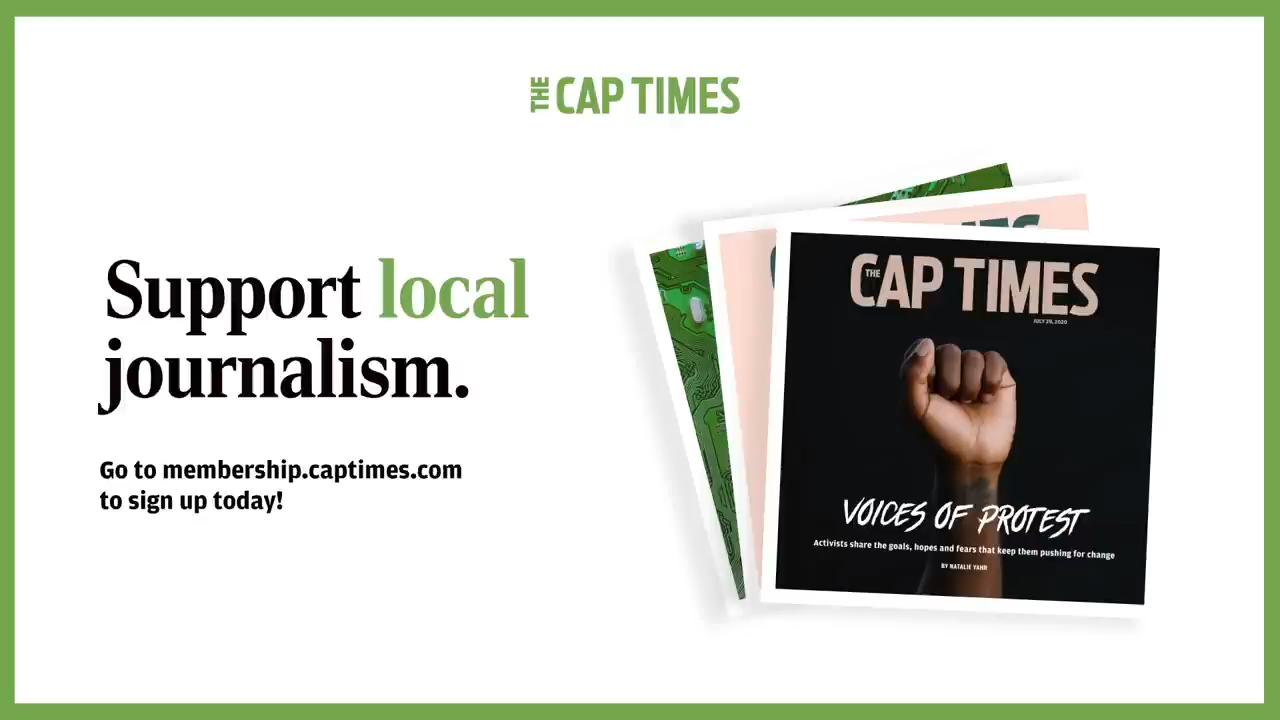 THE CAP TIMES
Support local
journalism.
Go to membership.captimes.com
to sign up today!
TIMES
THE CAP TIMES
JULY 29, 2020
VOICES OF PROTEST
Activists share the goals, hopes and fears that keep them pushing for change
BY NATALIE YAHR